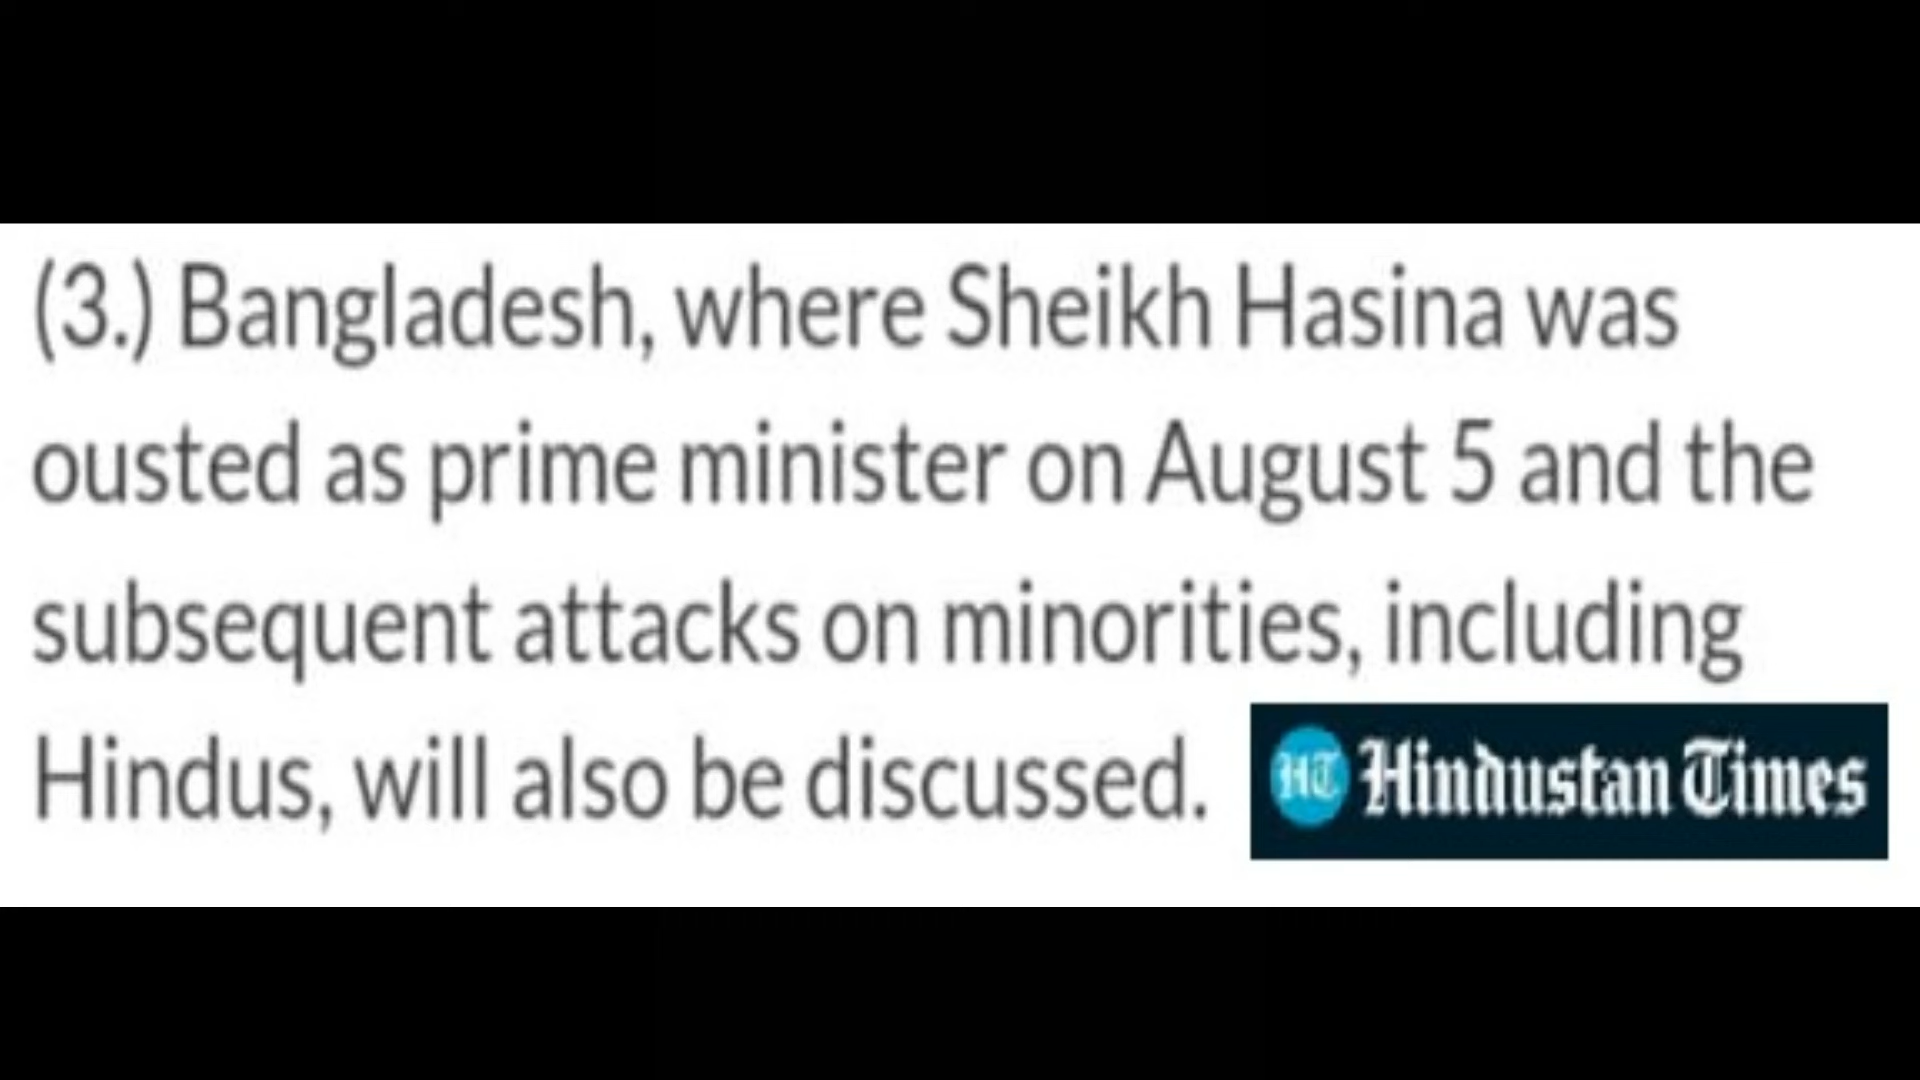 (3.) Bangladesh, where Sheikh Hasina was
ousted as prime minister on August 5 and the
subsequent attacks on minorities, including
Hindus, will also be discussed.
HT Hindustan Times